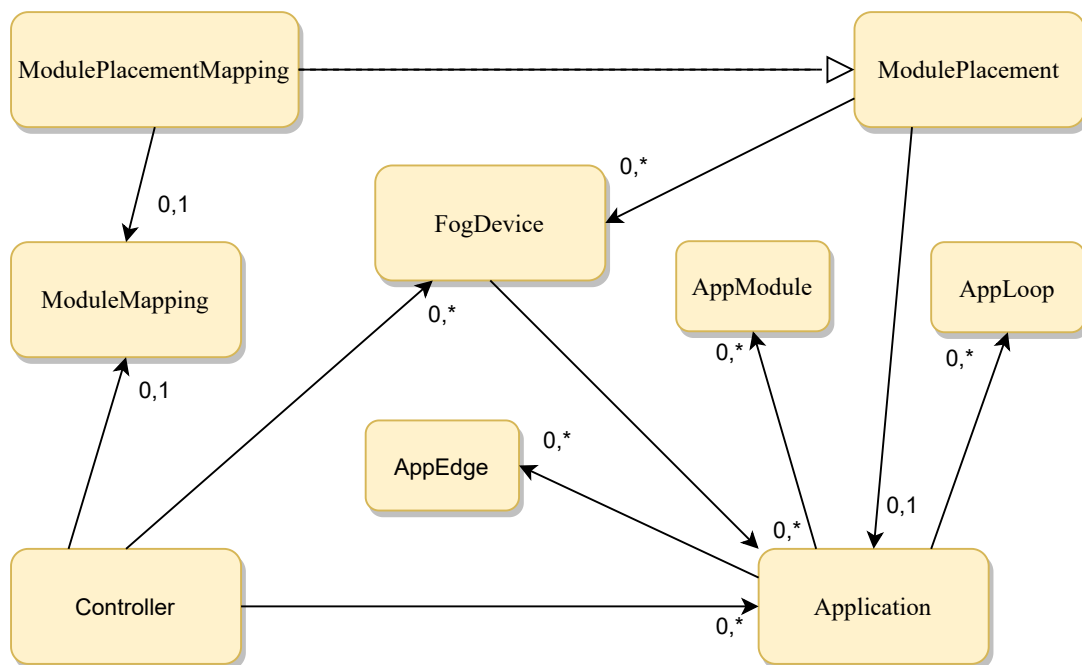 ModulePlacementMapping
ModulePlacement
0,*
0,1
FogDevice
ModuleMapping
AppModule
AppLoop
0,*
0,*
0,*
0,1
AppEdge
0,*
0,1
0,*
Controller
Application
0,*